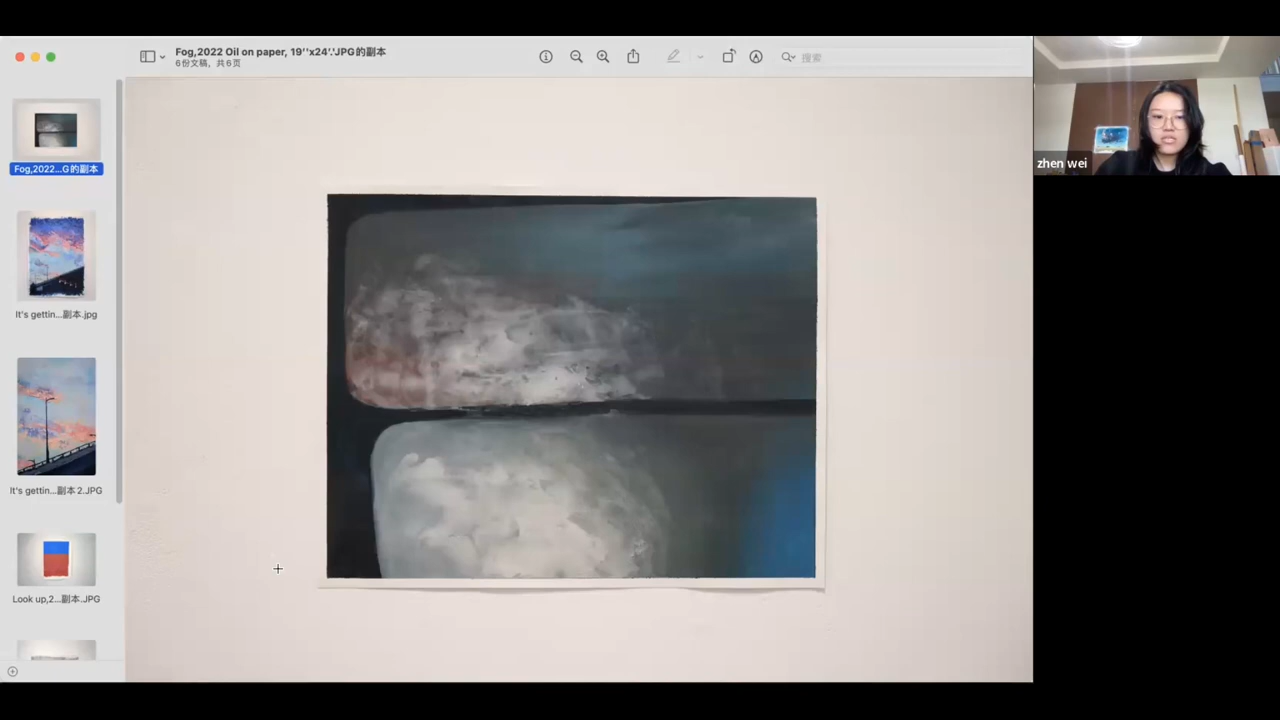 Fog,2022 Oil on paper, 19''x24''.JPG的副本
6份文稿，共6页
搜索
Fog,2022...G的副本
It's gettin...副本.jpg
It's gettin...副本 2.JPG
Look up,2...副本.JPG
zhen wei